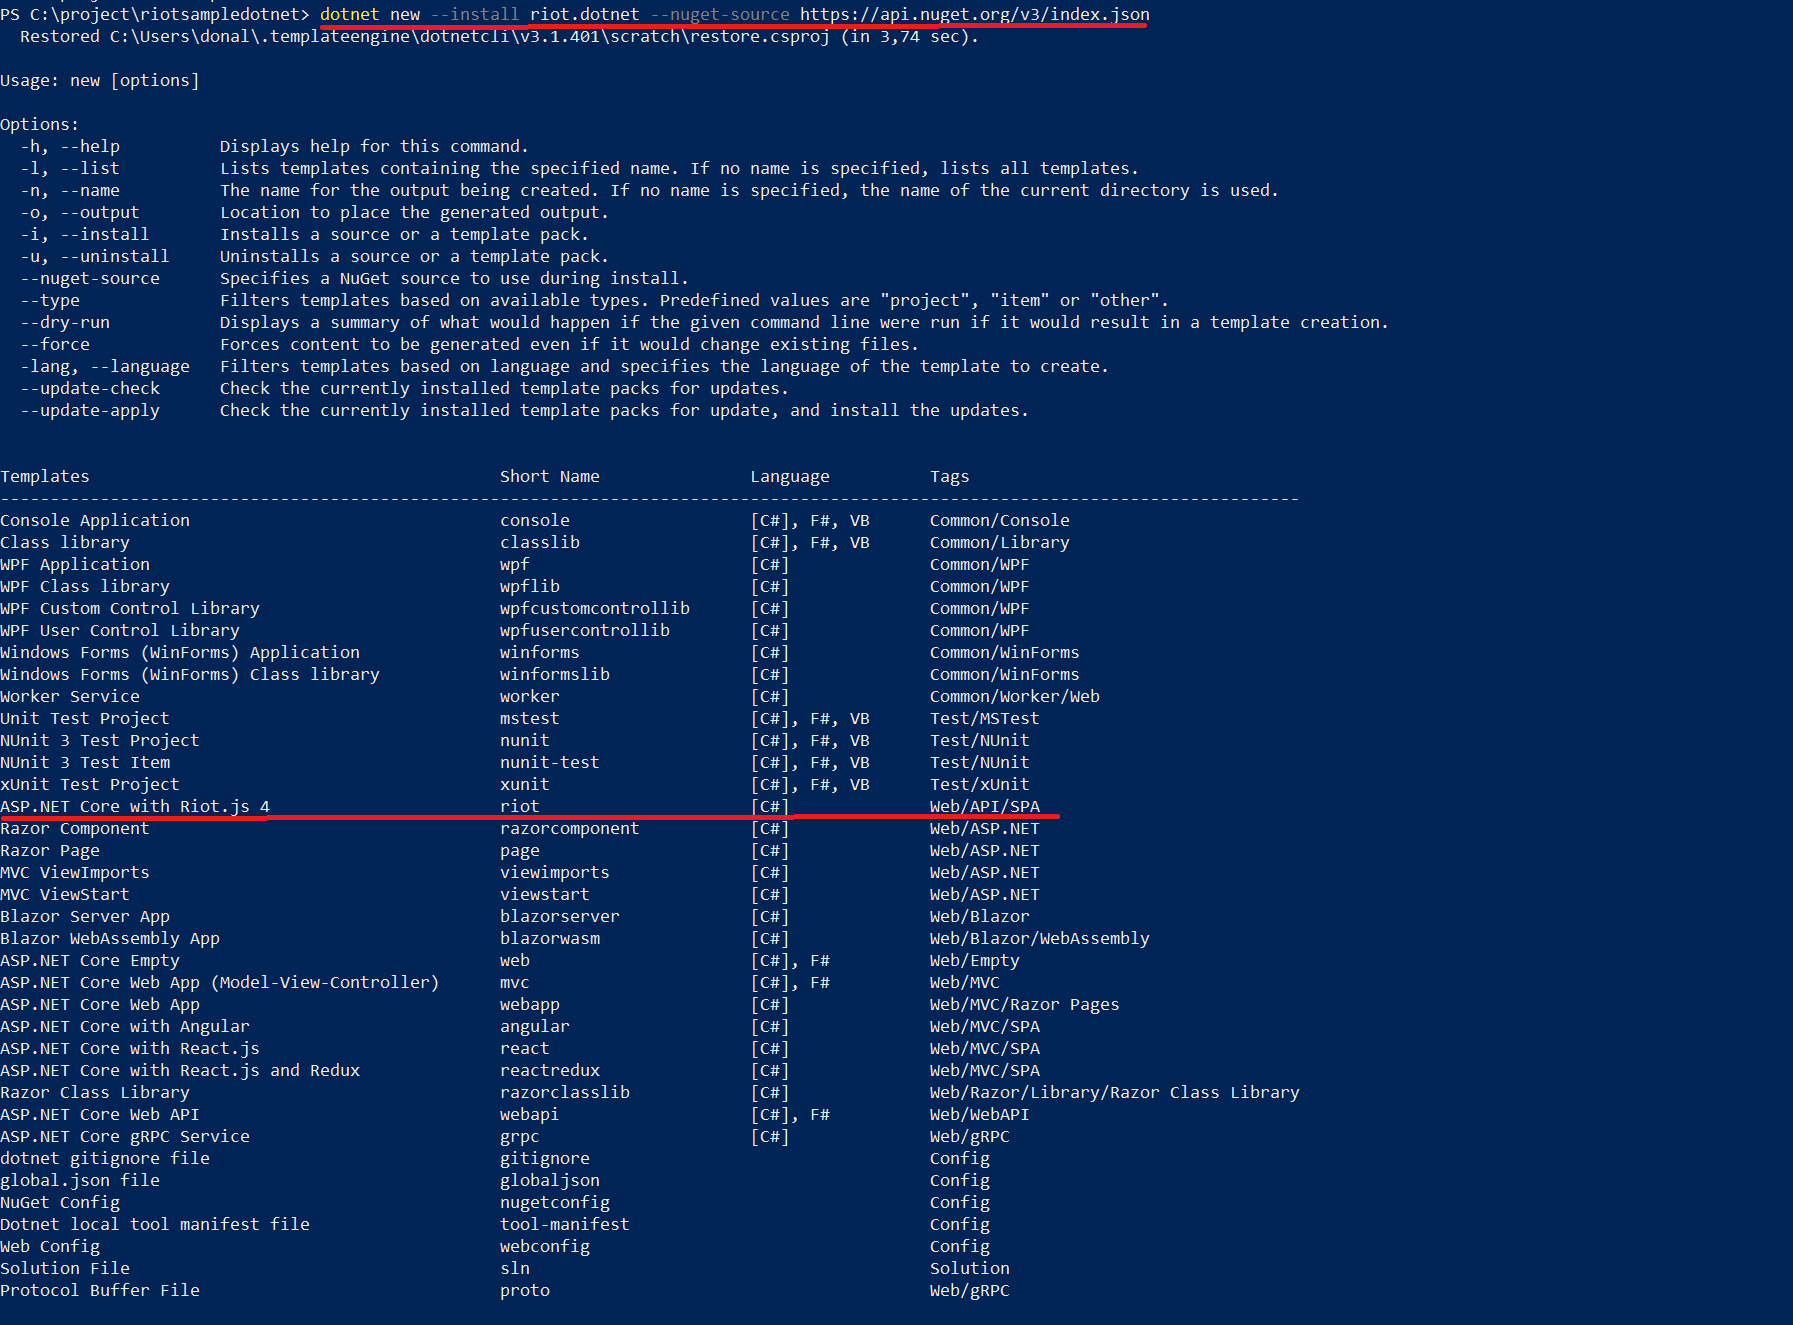 PS C:\project\riotsampledotnet> dotnet new --install riot.dotnet --nuget-source https://api.nuget.org/v3/index.json
  Restored C:\Users\donal\.templateengine\dotnetcli\v3.1.401\scratch\restore.csproj (in 3,74 sec).

Usage: new [options]

Options:
  -h, --help          Displays help for this command.
  -l, --list          Lists templates containing the specified name. If no name is specified, lists all templates.
  -n, --name          The name for the output being created. If no name is specified, the name of the current directory is used.
  -o, --output        Location to place the generated output.
  -i, --install       Installs a source or a template pack.
  -u, --uninstall     Uninstalls a source or a template pack.
  --nuget-source      Specifies a NuGet source to use during install.
  --type              Filters templates based on available types. Predefined values are "project", "item" or "other".
  --dry-run           Displays a summary of what would happen if the given command line were run if it would result in a template creation.
  --force             Forces content to be generated even if it would change existing files.
  -lang, --language   Filters templates based on language and specifies the language of the template to create.
  --update-check      Check the currently installed template packs for updates.
  --update-apply      Check the currently installed template packs for update, and install the updates.

Templates                                         Short Name               Language          Tags
----------------------------------------------------------------------------------------------------------------------------------
Console Application                               console                  [C#], F#, VB      Common/Console
Class library                                     classlib                 [C#], F#, VB      Common/Library
WPF Application                                   wpf                      [C#]              Common/WPF
WPF Class library                                 wpflib                   [C#]              Common/WPF
WPF Custom Control Library                        wpfcustomcontrollib      [C#]              Common/WPF
WPF User Control Library                          wpfusercontrollib        [C#]              Common/WPF
Windows Forms (WinForms) Application              winforms                 [C#]              Common/WinForms
Windows Forms (WinForms) Class library            winformslib              [C#]              Common/WinForms
Worker Service                                    worker                   [C#]              Common/Worker/Web
Unit Test Project                                 mstest                   [C#], F#, VB      Test/MSTest
NUnit 3 Test Project                              nunit                    [C#], F#, VB      Test/NUnit
NUnit 3 Test Item                                 nunit-test               [C#], F#, VB      Test/NUnit
xUnit Test Project                                xunit                    [C#], F#, VB      Test/xUnit
ASP.NET Core with Riot.js 4                       riot                     [C#]              Web/API/SPA
Razor Component                                   razorcomponent           [C#]              Web/ASP.NET
Razor Page                                        page                     [C#]              Web/ASP.NET
MVC ViewImports                                   viewimports              [C#]              Web/ASP.NET
MVC ViewStart                                     viewstart                [C#]              Web/ASP.NET
Blazor Server App                                 blazorserver             [C#]              Web/Blazor
Blazor WebAssembly App                            blazorwasm               [C#]              Web/Blazor/WebAssembly
ASP.NET Core Empty                                web                      [C#], F#          Web/Empty
ASP.NET Core Web App (Model-View-Controller)      mvc                      [C#], F#          Web/MVC
ASP.NET Core Web App                              webapp                   [C#]              Web/MVC/Razor Pages
ASP.NET Core with Angular                         angular                  [C#]              Web/MVC/SPA
ASP.NET Core with React.js                        react                    [C#]              Web/MVC/SPA
ASP.NET Core with React.js and Redux              reactredux               [C#]              Web/MVC/SPA
Razor Class Library                               razorclasslib            [C#]              Web/Razor/Library/Razor Class Library
ASP.NET Core Web API                              webapi                   [C#], F#          Web/WebAPI
ASP.NET Core gRPC Service                         grpc                     [C#]              Web/gRPC
dotnet gitignore file                             gitignore                                  Config
global.json file                                  globaljson                                 Config
NuGet Config                                      nugetconfig                                Config
Dotnet local tool manifest file                   tool-manifest                              Config
Web Config                                        webconfig                                  Config
Solution File                                     sln                                        Solution
Protocol Buffer File                              proto                                      Web/gRPC